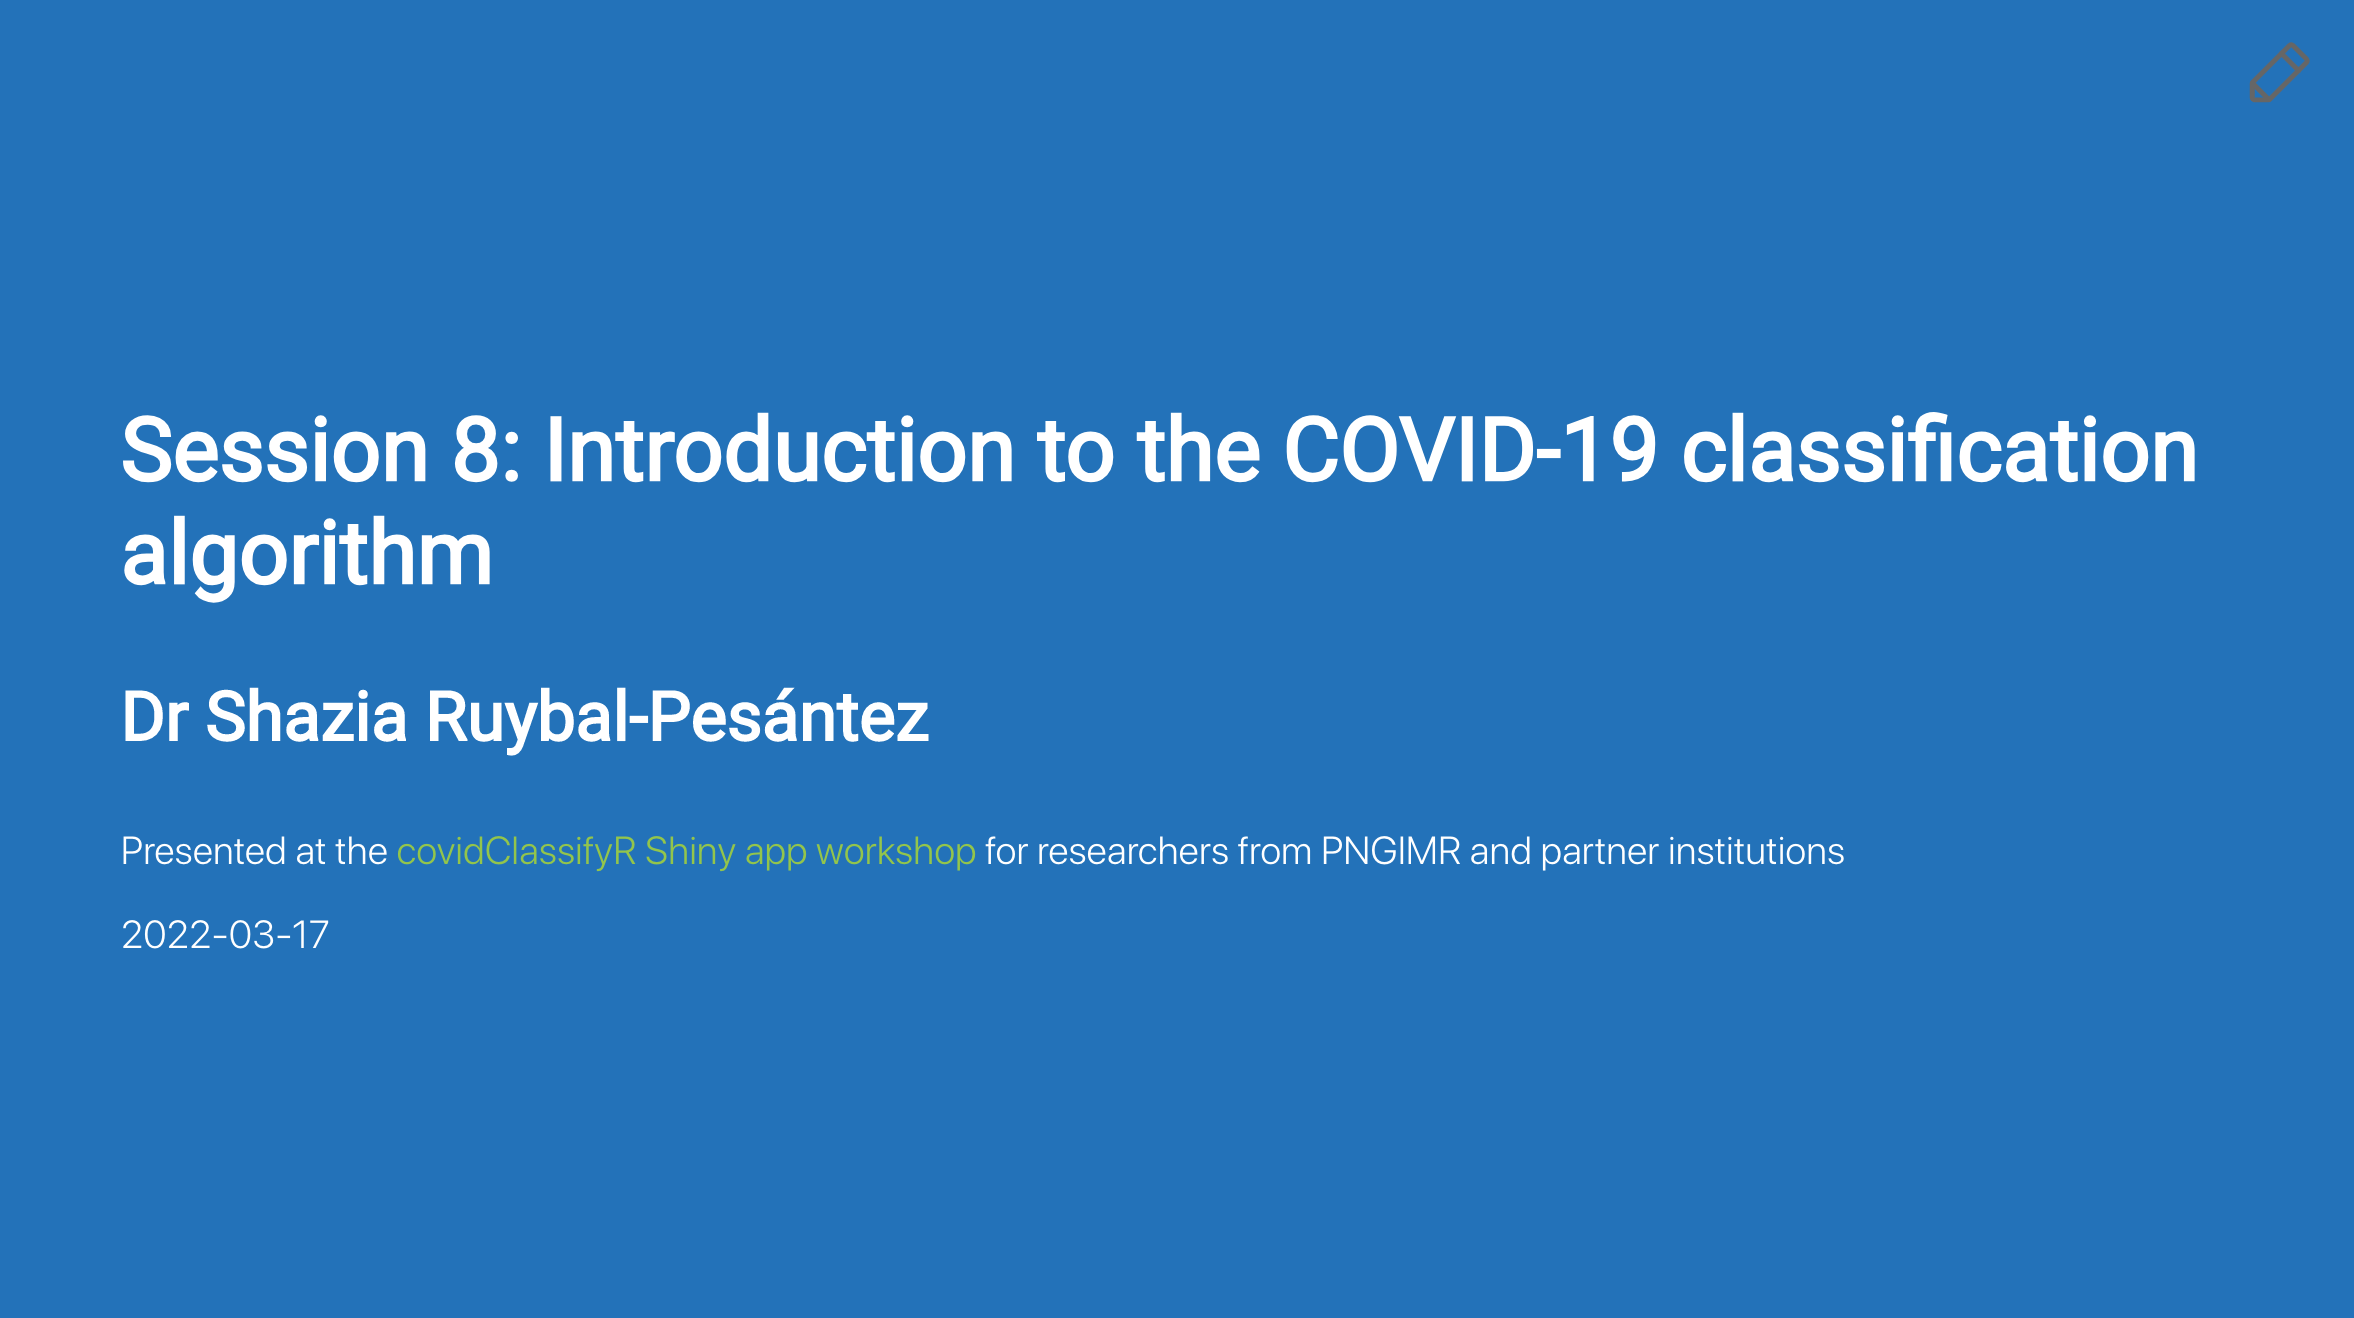 Session 8: Introduction to the COVID-19 classification
algorithm
Dr Shazia Ruybal-Pesántez
Presented at the covidClassifyR Shiny app workshop for researchers from PNGIMR and partner institutions
2022-03-17